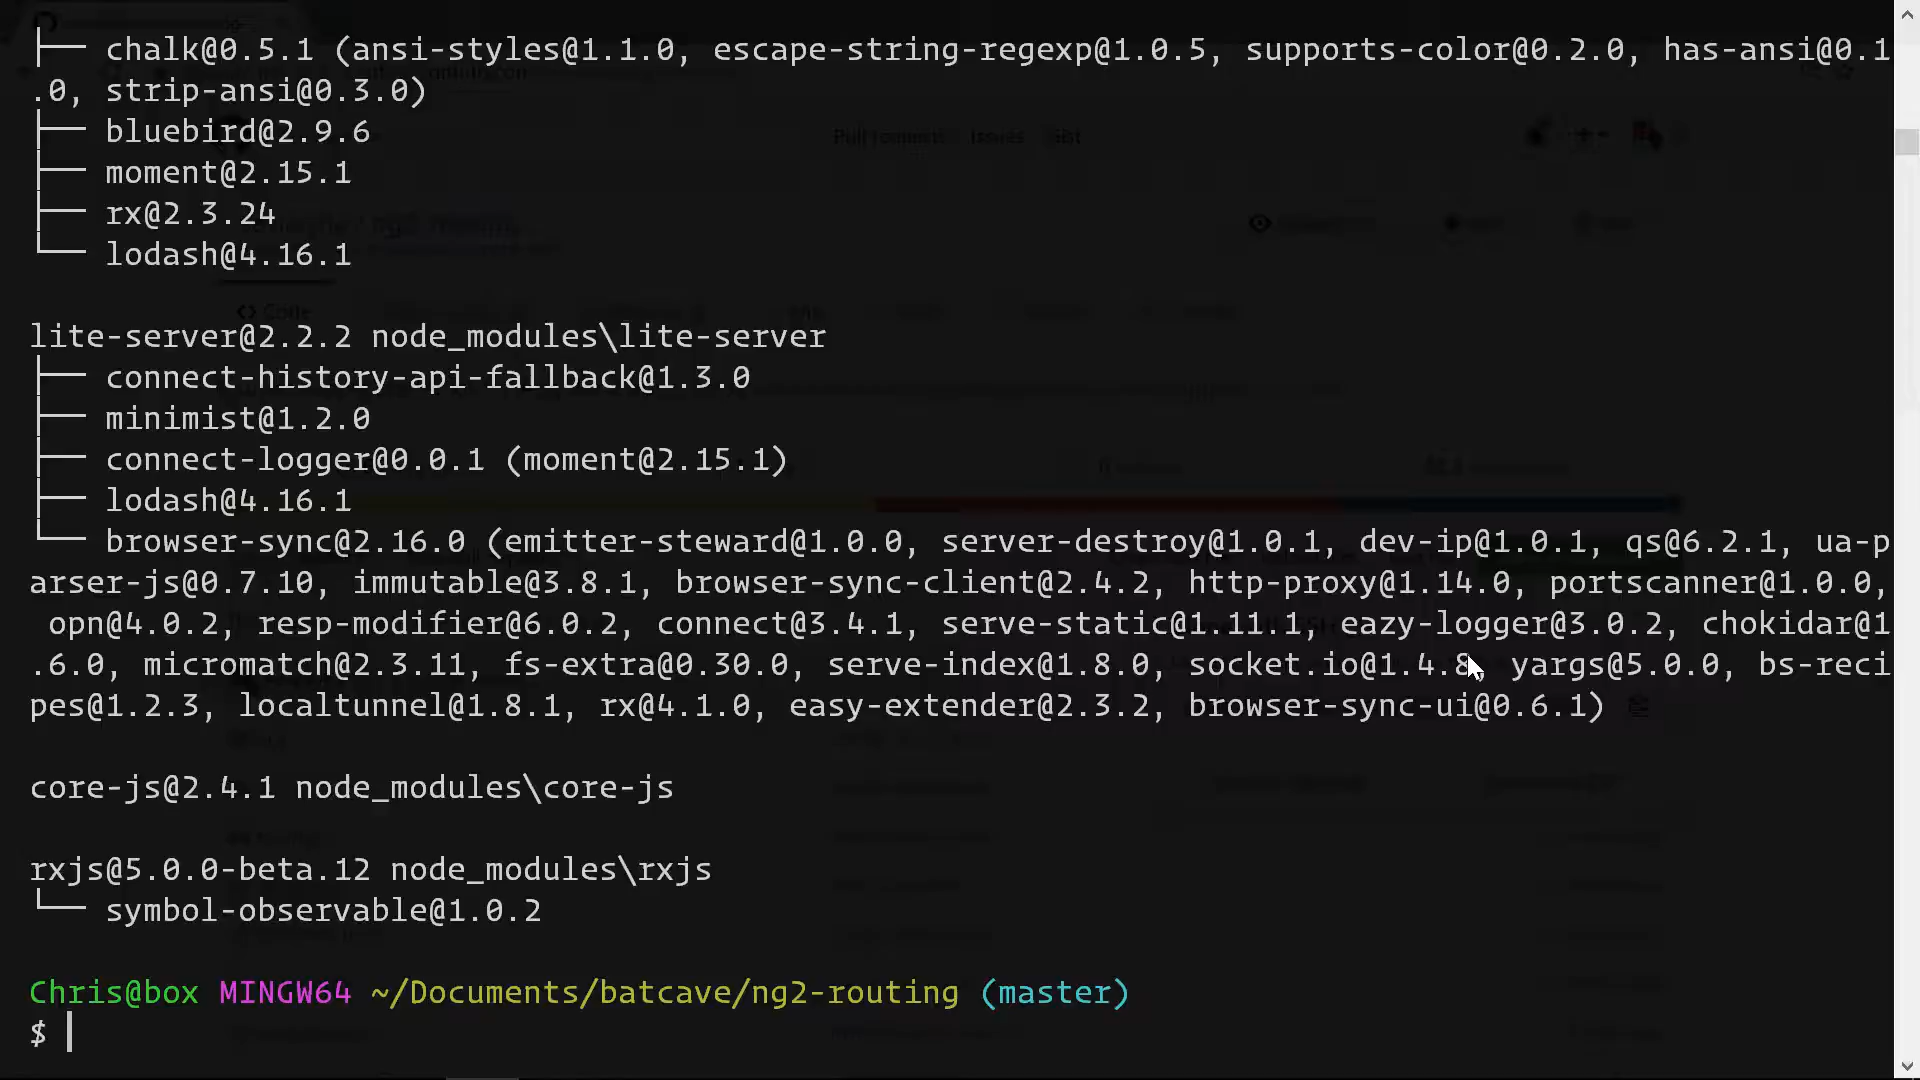 ├── chalk@0.5.1 (ansi-styles@1.1.0, escape-string-regexp@1.0.5, supports-color@0.2.0, has-ansi@0.1
.0, strip-ansi@0.3.0)
├── bluebird@2.9.6
├── moment@2.15.1
├── rx@2.3.24
└── lodash@4.16.1
lite-server@2.2.2 node_modules\lite-server
├── connect-history-api-fallback@1.3.0
├── minimist@1.2.0
├── connect-logger@0.0.1 (moment@2.15.1)
├── lodash@4.16.1
└── browser-sync@2.16.0 (emitter-steward@1.0.0, server-destroy@1.0.1, dev-ip@1.0.1, qs@6.2.1, ua-p
arser-js@0.7.10, immutable@3.8.1, browser-sync-client@2.4.2, http-proxy@1.14.0, portscanner@1.0.0,
opn@4.0.2, resp-modifier@6.0.2, connect@3.4.1, serve-static@1.11.1, eazy-logger@3.0.2, chokidar@1
.6.0, micromatch@2.3.11, fs-extra@0.30.0, serve-index@1.8.0, socket.io@1.4.8, yargs@5.0.0, bs-reci
pes@1.2.3, localtunnel@1.8.1, rx@4.1.0, easy-extender@2.3.2, browser-sync-ui@0.6.1)
core-js@2.4.1 node_modules\core-js
rxjs@5.0.0-beta.12 node_modules\rxjs
└── symbol-observable@1.0.2
Chris@box MINGW64 ~/Documents/batcave/ng2-routing (master)
$